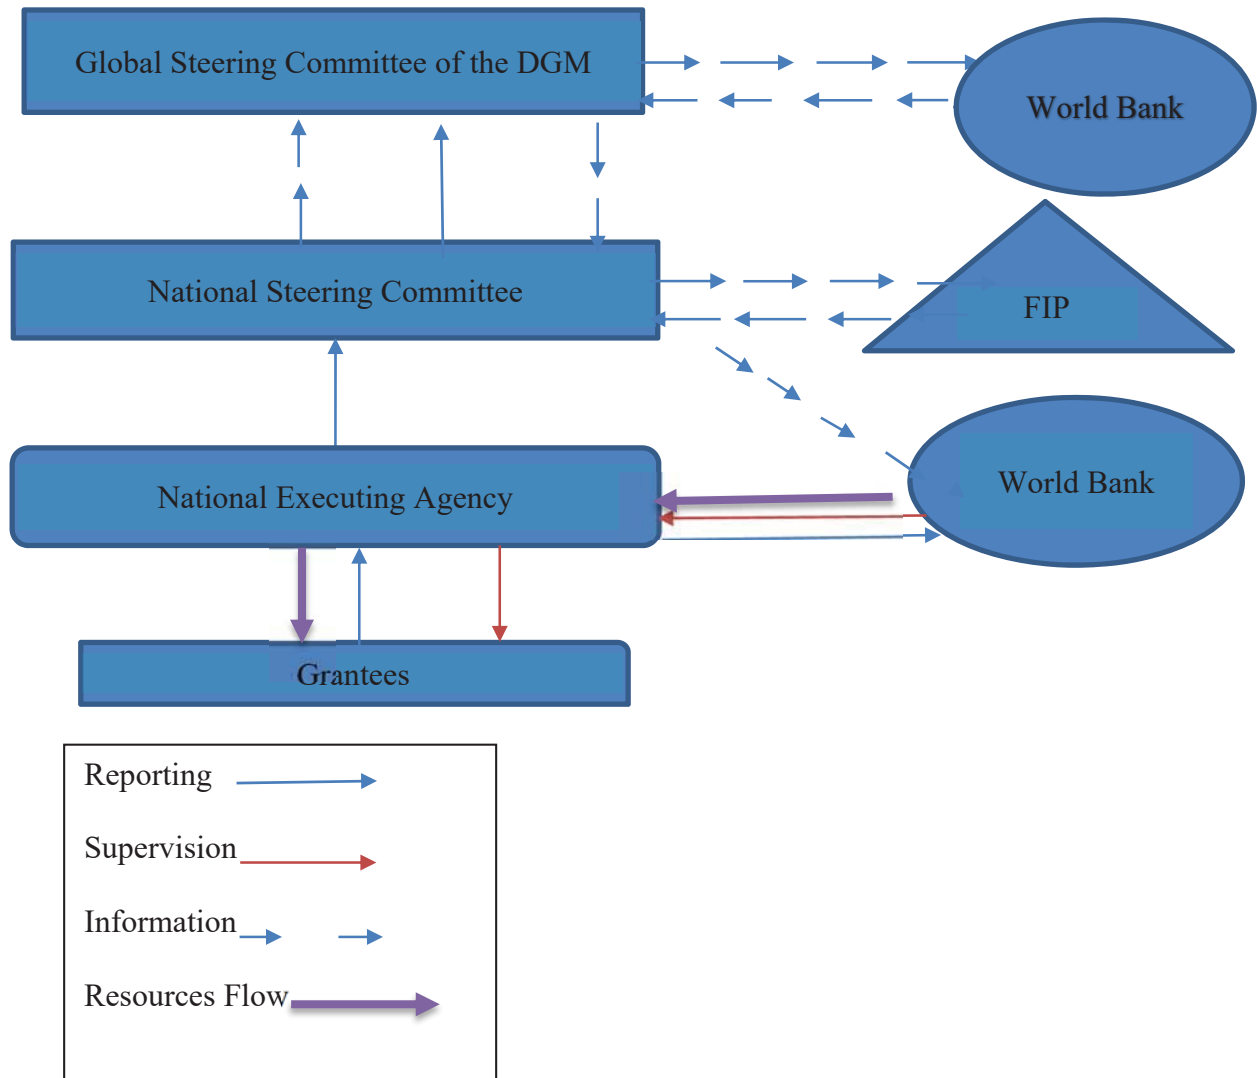 Global Steering Committee of the DGM
World Bank
National Steering Committee
FIP
National Executing Agency
World Bank
Grantees
Reporting
Supervision
Information
Resources Flow